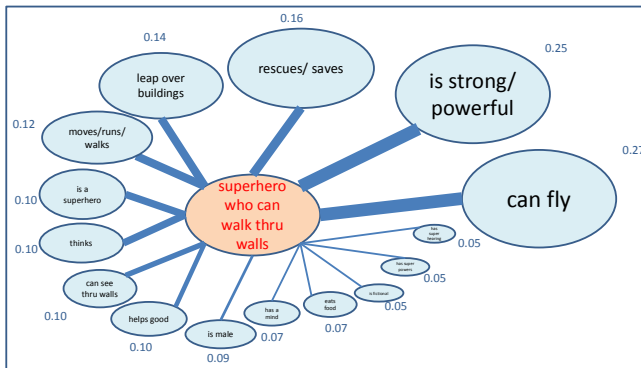 0.16
0.14
rescues/ saves
0.25
leap over
buildings
is strong/
powerful
0.12
moves/runs/
walks
0.27
superhero
who can
walk thru
walls
can fly
0.10
is a
superhero
has
super
hearing
0.05
0.10
thinks
has super
powers
0.05
can see
thru walls
is fictional
0.05
0.10
helps good
0.10
is male
0.09
has a
mind
0.07
eats
food
0.07